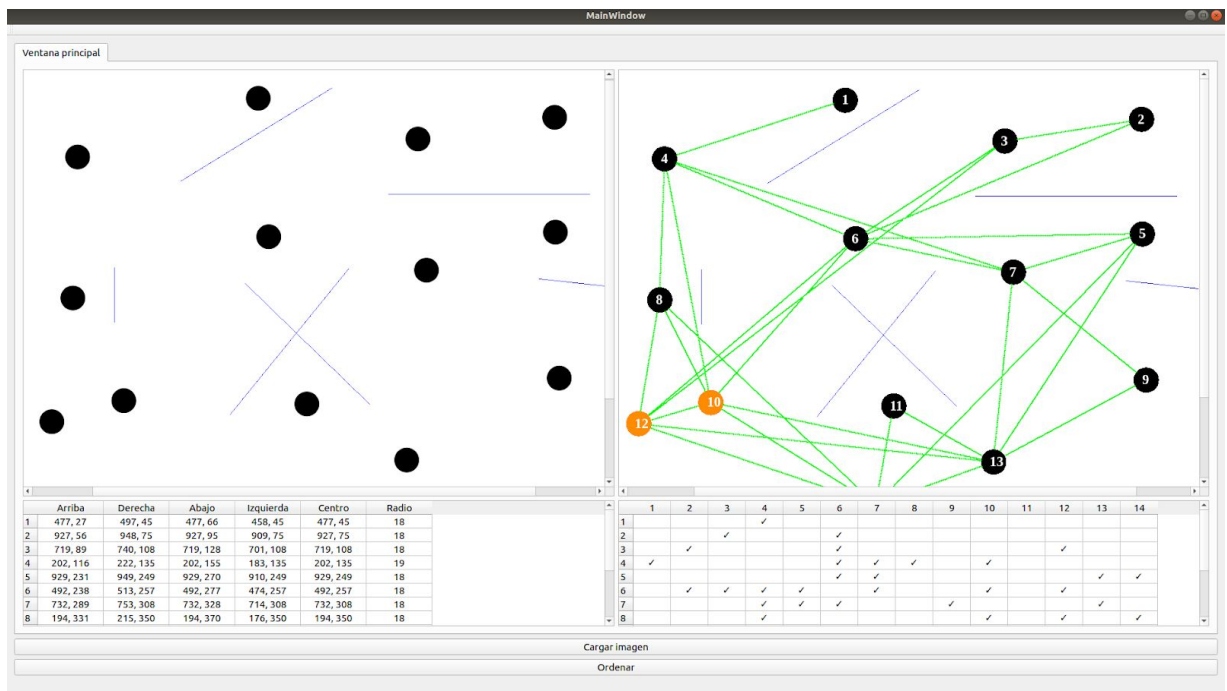 MainWindow
Ventana principal
1
2
3
4
5
6
7
8
9
10
11
12
13
Arriba Derecha Abajo Izquierda Centro Radio
1 477, 27 497, 45 477, 66 458, 45 477, 45 18
2 927, 56 948, 75 927, 95 909, 75 927, 75 18
3 719, 89 740, 108 719, 128 701, 108 719, 108 18
4 202, 116 222, 135 202, 155 183, 135 202, 135 19
5 929, 231 949, 249 929, 270 910, 249 929, 249 18
6 492, 238 513, 257 492, 277 474, 257 492, 257 18
7 732, 289 753, 308 732, 328 714, 308 732, 308 18
8 194, 331 215, 350 194, 370 176, 350 194, 350 18
1 2 3 4 5 6 7 8 9 10 11 12 13 14
1 ✓
2 ✓ ✓
3 ✓ ✓ ✓
4 ✓ ✓ ✓ ✓ ✓
5 ✓ ✓ ✓ ✓
6 ✓ ✓ ✓ ✓ ✓ ✓ ✓
7 ✓ ✓ ✓ ✓ ✓
8 ✓ ✓ ✓ ✓
Cargar imagen
Ordenar